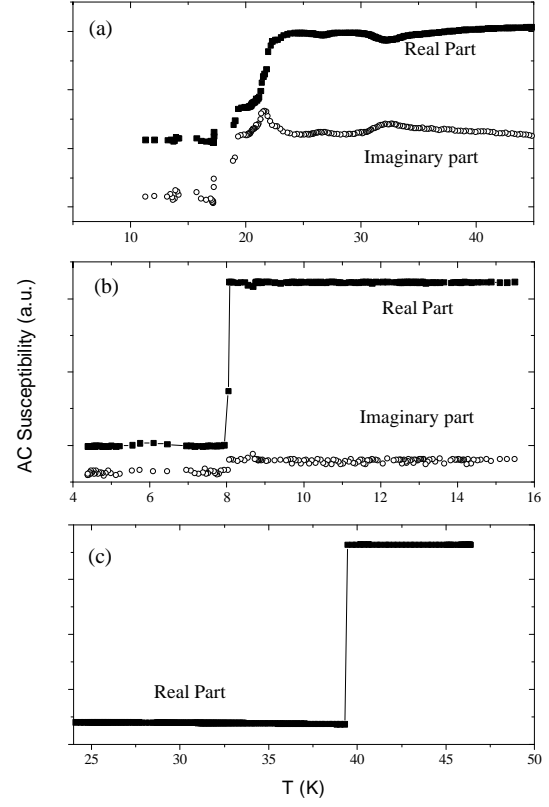 (a)
Real Part
Imaginary part
10 20 30 40
(b)
Real Part
Imaginary part
4 6 8 10 12 14 16
AC Susceptibility (a.u.)
(c)
Real Part
25 30 35 40 45 50
T (K)